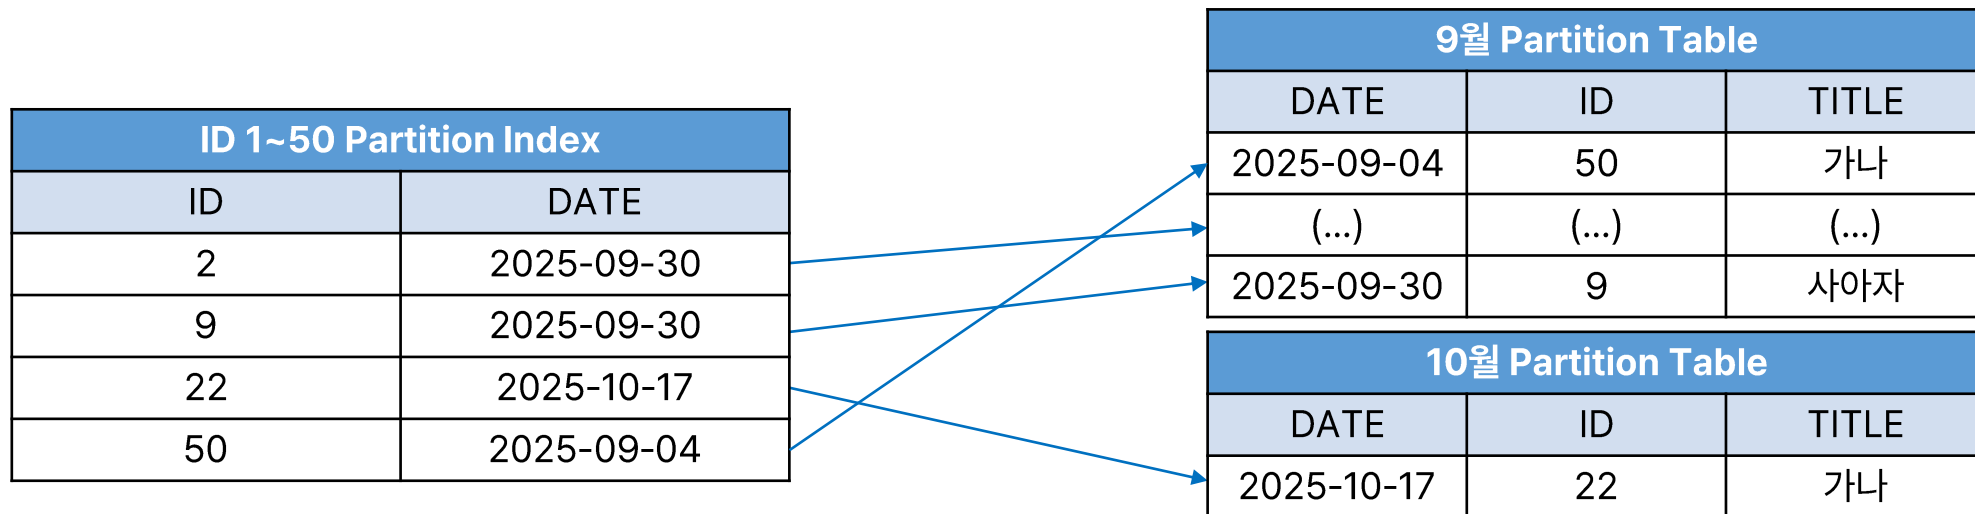 ID 1~50 Partition Index
ID DATE
2 2025-09-30
9 2025-09-30
22 2025-10-17
50 2025-09-04
9월 Partition Table
DATE ID TITLE
2025-09-04 50 가나
(...) (...) (...)
2025-09-30 9 사아자
10월 Partition Table
DATE ID TITLE
2025-10-17 22 가나